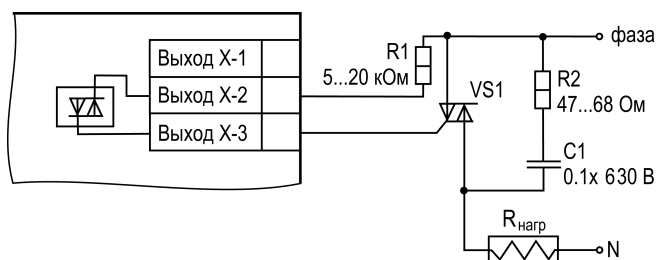 Выход X-1
Выход X-2
Выход X-3
R1
5...20 кОм
VS1
фаза
R2
47...68 Ом
C1
0.1x 630 В
Rнагр
N